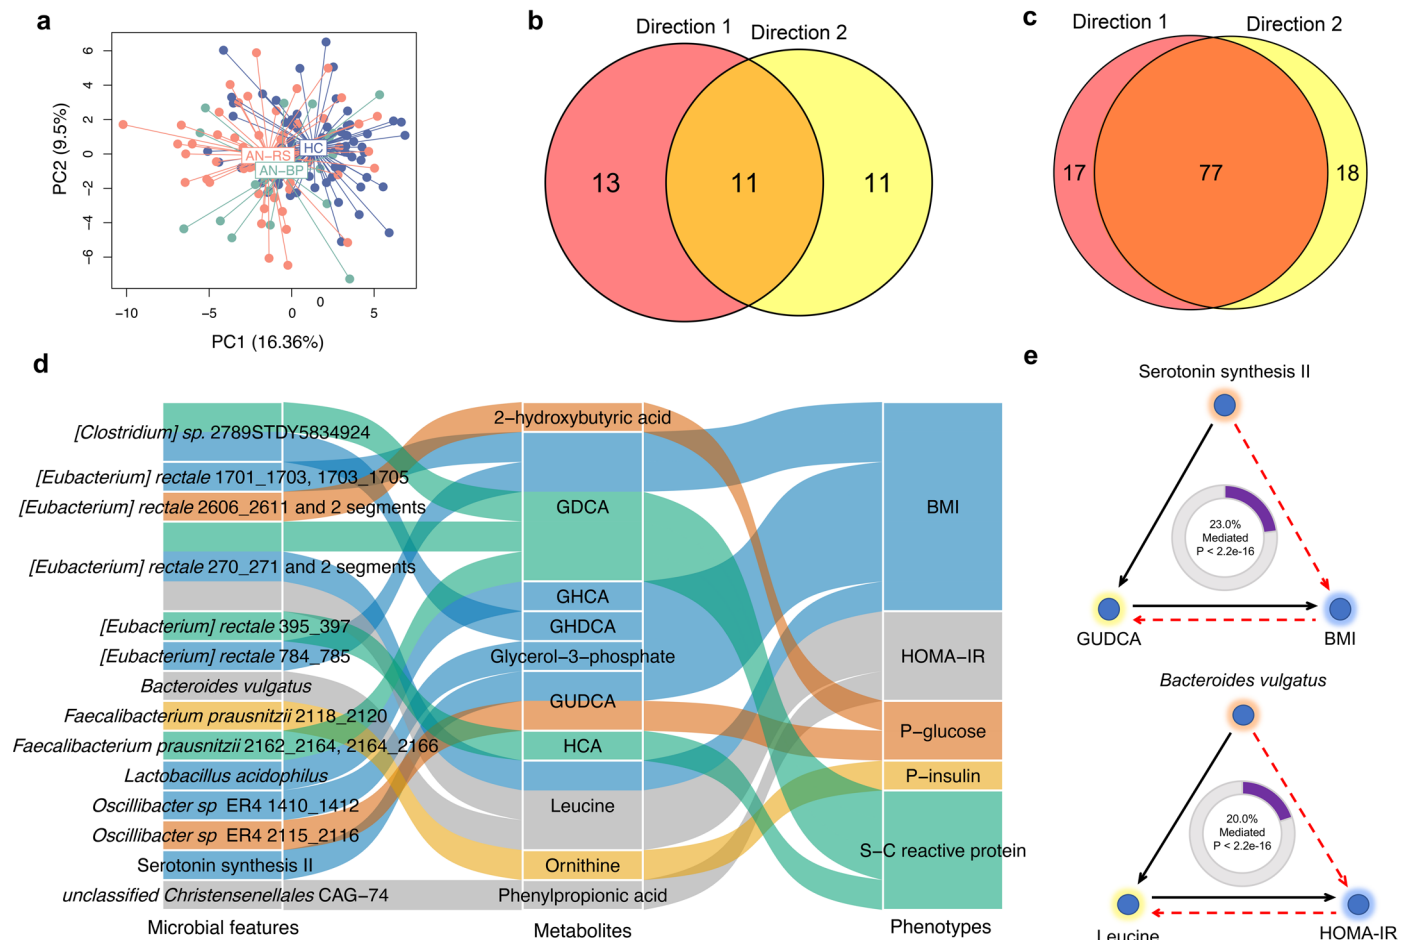 a
6
4
2
0
−2
−4
−6
PC2 (9.5%)
HC
AN−RS
AN−BP
−10
−5
0
0
5
PC1 (16.36%)
b
Direction 1
Direction 2
13
11
11
c
Direction 1
Direction 2
17
77
18
d
[Clostridium] sp. 2789STDY5834924
[Eubacterium] rectale 1701_1703, 1703_1705
[Eubacterium] rectale 2606_2611 and 2 segments
[Eubacterium] rectale 270_271 and 2 segments
[Eubacterium] rectale 395_397
[Eubacterium] rectale 784_785
Bacteroides vulgatus
Faecalibacterium prausnitzii 2118_2120
Faecalibacterium prausnitzii 2162_2164, 2164_2166
Lactobacillus acidophilus
Oscillibacter sp ER4 1410_1412
Oscillibacter sp ER4 2115_2116
Serotonin synthesis II
unclassified Christensenellales CAG−74
Microbial features
2−hydroxybutyric acid
GDCA
GHCA
GHDCA
Glycerol−3−phosphate
GUDCA
HCA
Leucine
Ornithine
Phenylpropionic acid
Metabolites
BMI
HOMA−IR
P−glucose
P−insulin
S−C reactive protein
Phenotypes
e
Serotonin synthesis II
23.0%
Mediated
P < 2.2e-16
GUDCA
BMI
Bacteroides vulgatus
20.0%
Mediated
P < 2.2e-16
Leucine
HOMA-IR